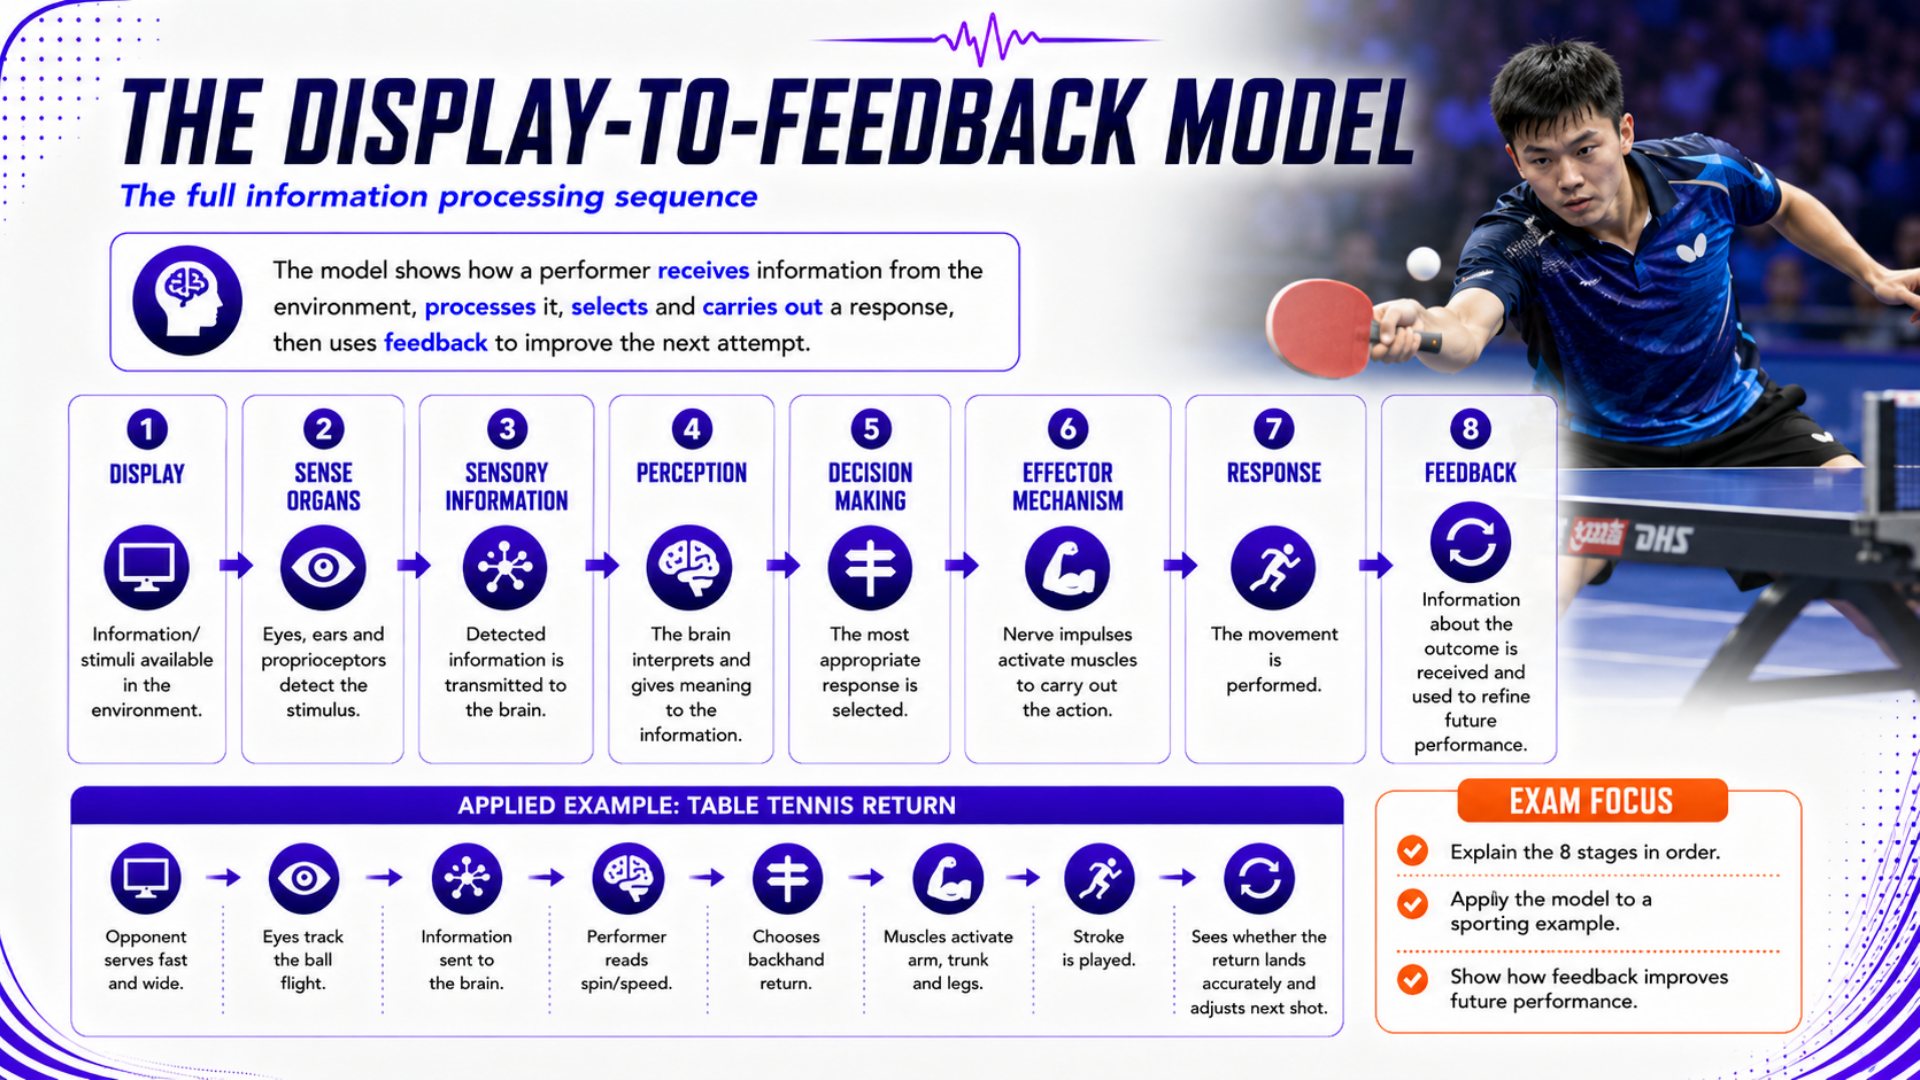 THE DISPLAY-TO-FEEDBACK MODEL
The full information processing sequence
The model shows how a performer receives information from the
environment, processes it, selects and carries out a response,
then uses feedback to improve the next attempt.
1
DISPLAY
Information/
stimuli available
in the
environment.
2
SENSE
ORGANS
Eyes, ears and
proprioceptors
detect the
stimulus.
3
SENSORY
INFORMATION
Detected
information is
transmitted to
the brain.
4
PERCEPTION
The brain
interprets and
gives meaning
to the
information.
5
DECISION
MAKING
The most
appropriate
response is
selected.
6
EFFECTOR
MECHANISM
Nerve impulses
activate muscles
to carry out
the action.
7
RESPONSE
The movement
is
performed.
8
FEEDBACK
Information
about the
outcome is
received and
used to refine
future
performance.
DHS
APPLIED EXAMPLE: TABLE TENNIS RETURN
Opponent
serves fast
and wide.
Eyes track
the ball
flight.
Information
sent to
the brain.
Performer
reads
spin/speed.
Chooses
backhand
return.
Muscles activate
arm, trunk
and legs.
Stroke
is played.
Sees whether the
return lands
accurately and
adjusts next shot.
EXAM FOCUS
Explain the 8 stages in order.
Apply the model to a
sporting example.
Show how feedback improves
future performance.